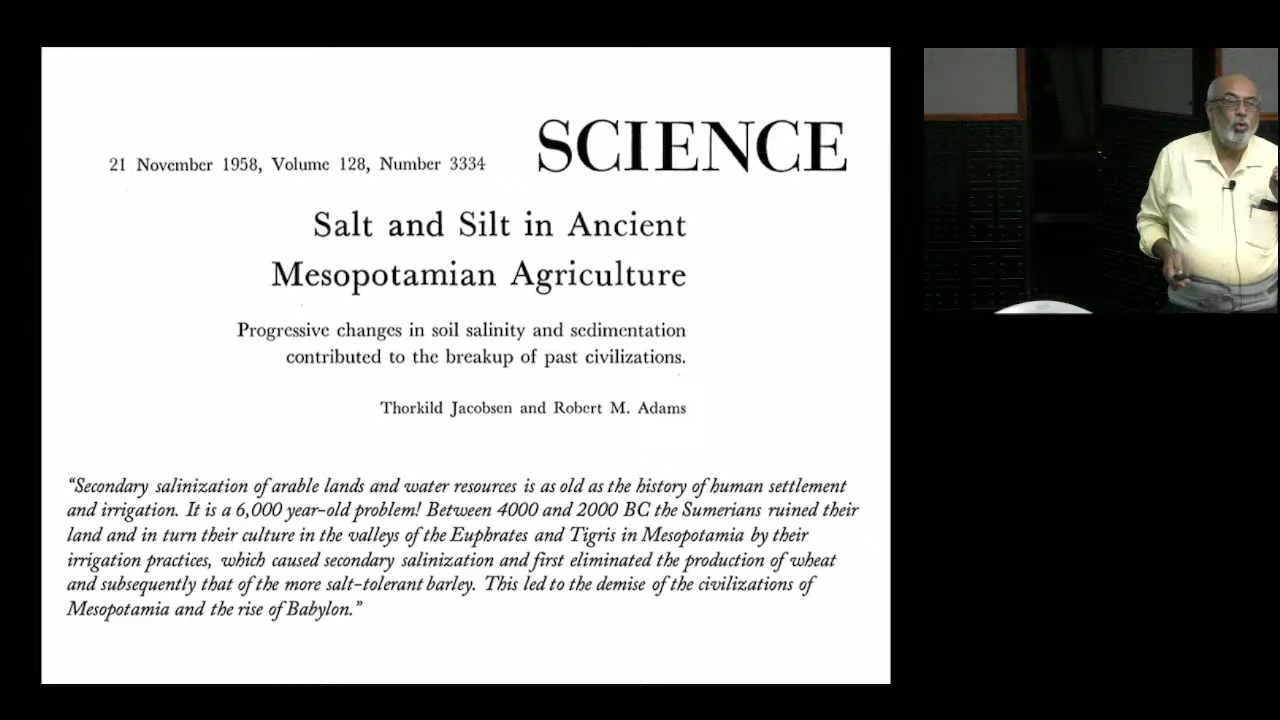 SCIENCE
21 November 1958, Volume 128, Number 3334
Salt and Silt in Ancient
Mesopotamian Agriculture
Progressive changes in soil salinity and sedimentation
contributed to the breakup of past civilizations.
Thorkild Jacobsen and Robert M. Adams
“Secondary salinization of arable lands and water resources is as old as the history of human settlement
and irrigation. It is a 6,000 year-old problem! Between 4000 and 2000 BC the Sumerians ruined their
land and in turn their culture in the valleys of the Euphrates and Tigris in Mesopotamia by their
irrigation practices, which caused secondary salinization and first eliminated the production of wheat
and subsequently that of the more salt-tolerant barley. This led to the demise of the civilizations of
Mesopotamia and the rise of Babylon.”